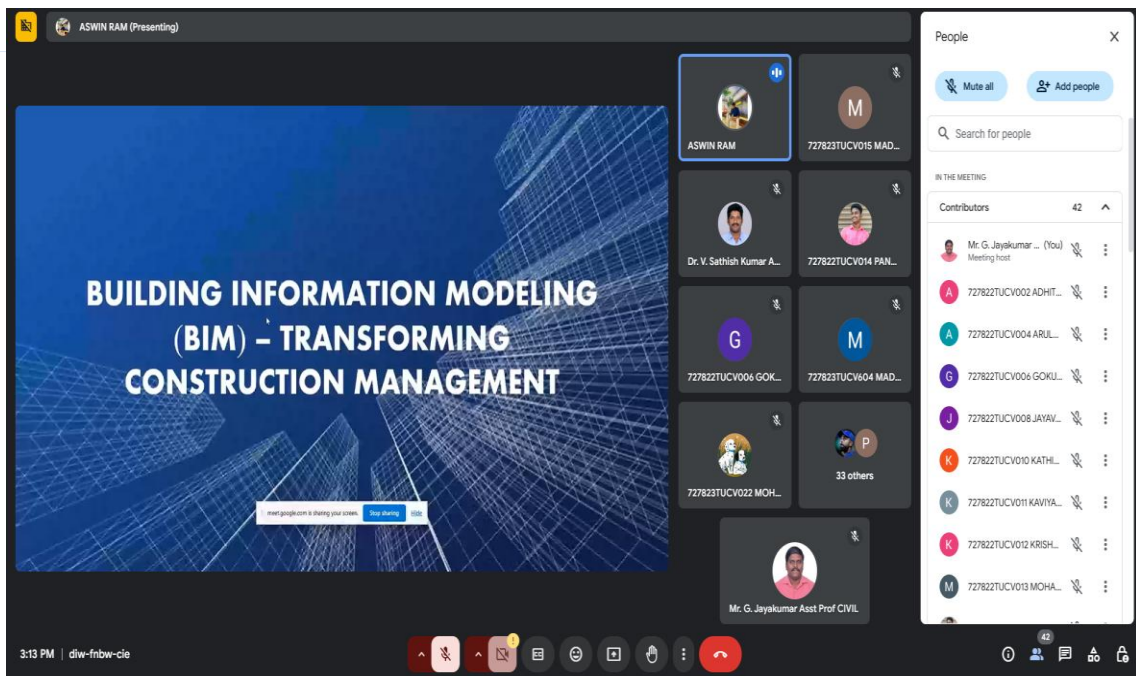 ASWIN RAM (Presenting)
BUILDING INFORMATION MODELING
(BIM) – TRANSFORMING
CONSTRUCTION MANAGEMENT
meet.google.com is sharing your screen.
Stop sharing
Hide
ASWIN RAM
M
727823TUCV015 MAD...
Dr. V. Sathish Kumar A...
727822TUCV014 PAN...
G
727822TUCV006 GOK...
M
727823TUCV604 MAD...
727823TUCV022 MOH...
P
33 others
Mr. G. Jayakumar Asst Prof CIVIL
People
X
Mute all
Add people
Search for people
IN THE MEETING
Contributors
42
Mr. G. Jayakumar ... (You)
Meeting host
A
727822TUCV002 ADHIT...
A
727822TUCV004 ARUL...
G
727822TUCV006 GOKU...
J
727822TUCV008 JAYAV...
K
727822TUCV010 KATHI...
K
727822TUCV011 KAVIYA...
K
727822TUCV012 KRISH...
M
727822TUCV013 MOHA...
3:13 PM | diw-fnbw-cie
42